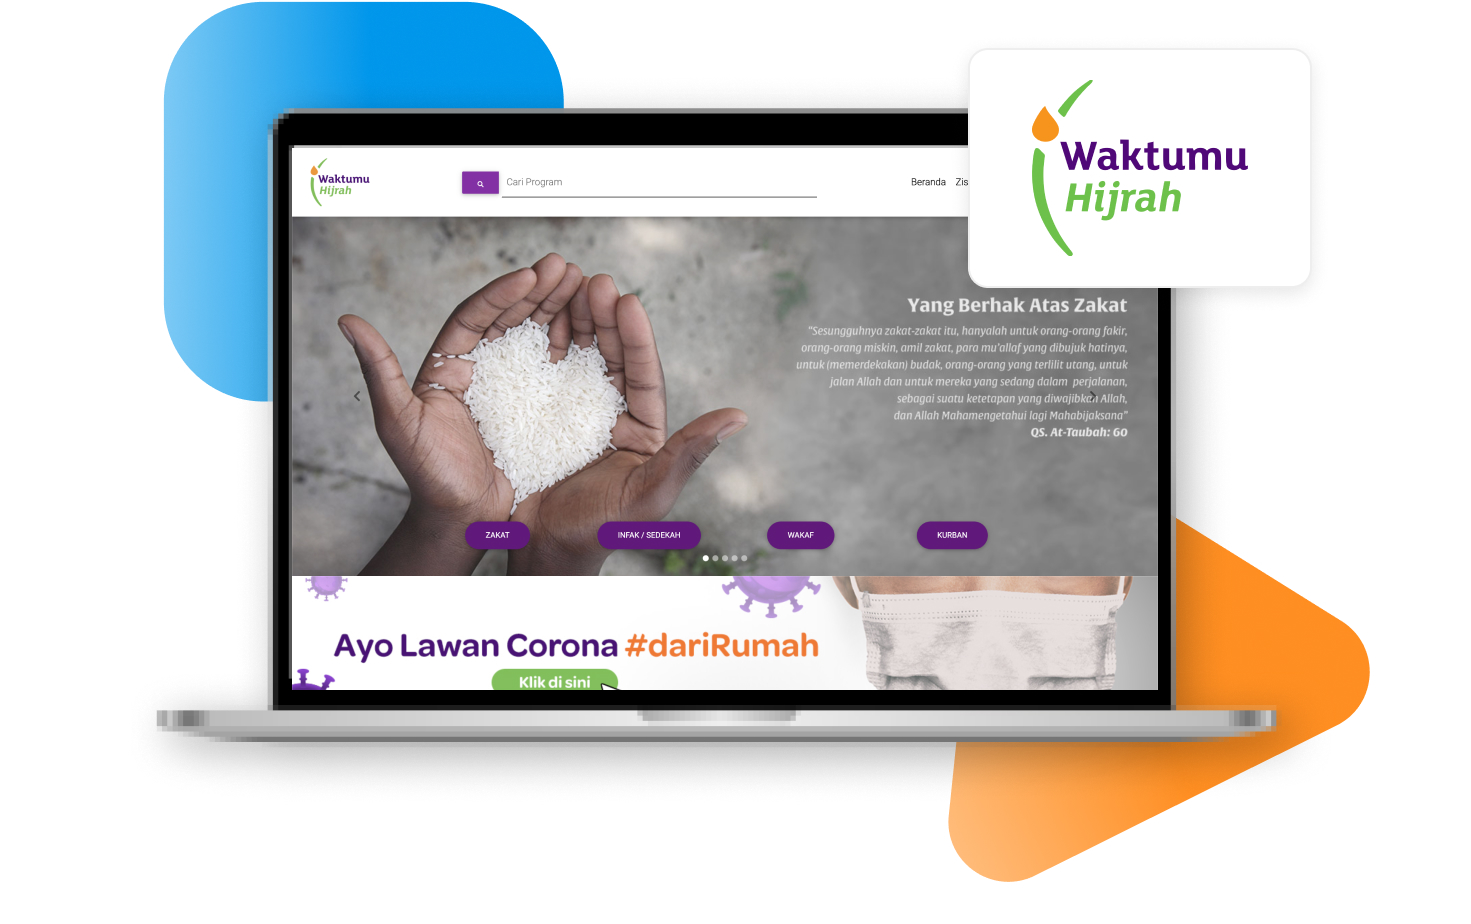 Waktumu
Hijrah
Waktumu
Hijrah
Cari Program
Beranda Zis
Yang Berhak Atas Zakat
"Sesungguhnya zakat-zakat itu, hanyalah untuk orang-orang fakir,
orang-orang miskin, amil zakat, para mu'allaf yang dibujuk hatinya,
untuk (memerdekakan) budak, orang-orang yang terlilit utang, untuk
jalan Allah dan untuk mereka yang sedang dalam perjalanan,
sebagai suatu ketetapan yang diwajibkan Allah,
dan Allah Mahamengetahui lagi Mahabijaksana"
QS. At-Taubah: 60
ZAKAT
INFAK / SEDEKAH
WAKAF
KURBAN
Ayo Lawan Corona #dariRumah
Klik di sini